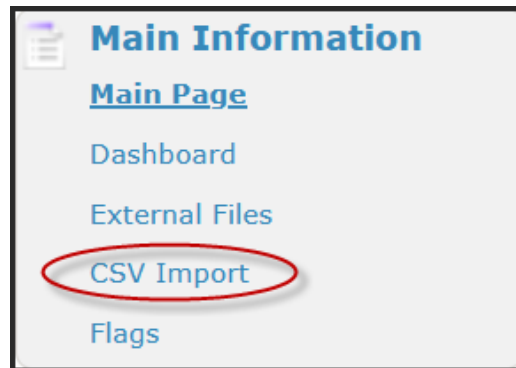 Main Information
Main Page
Dashboard
External Files
CSV Import
Flags